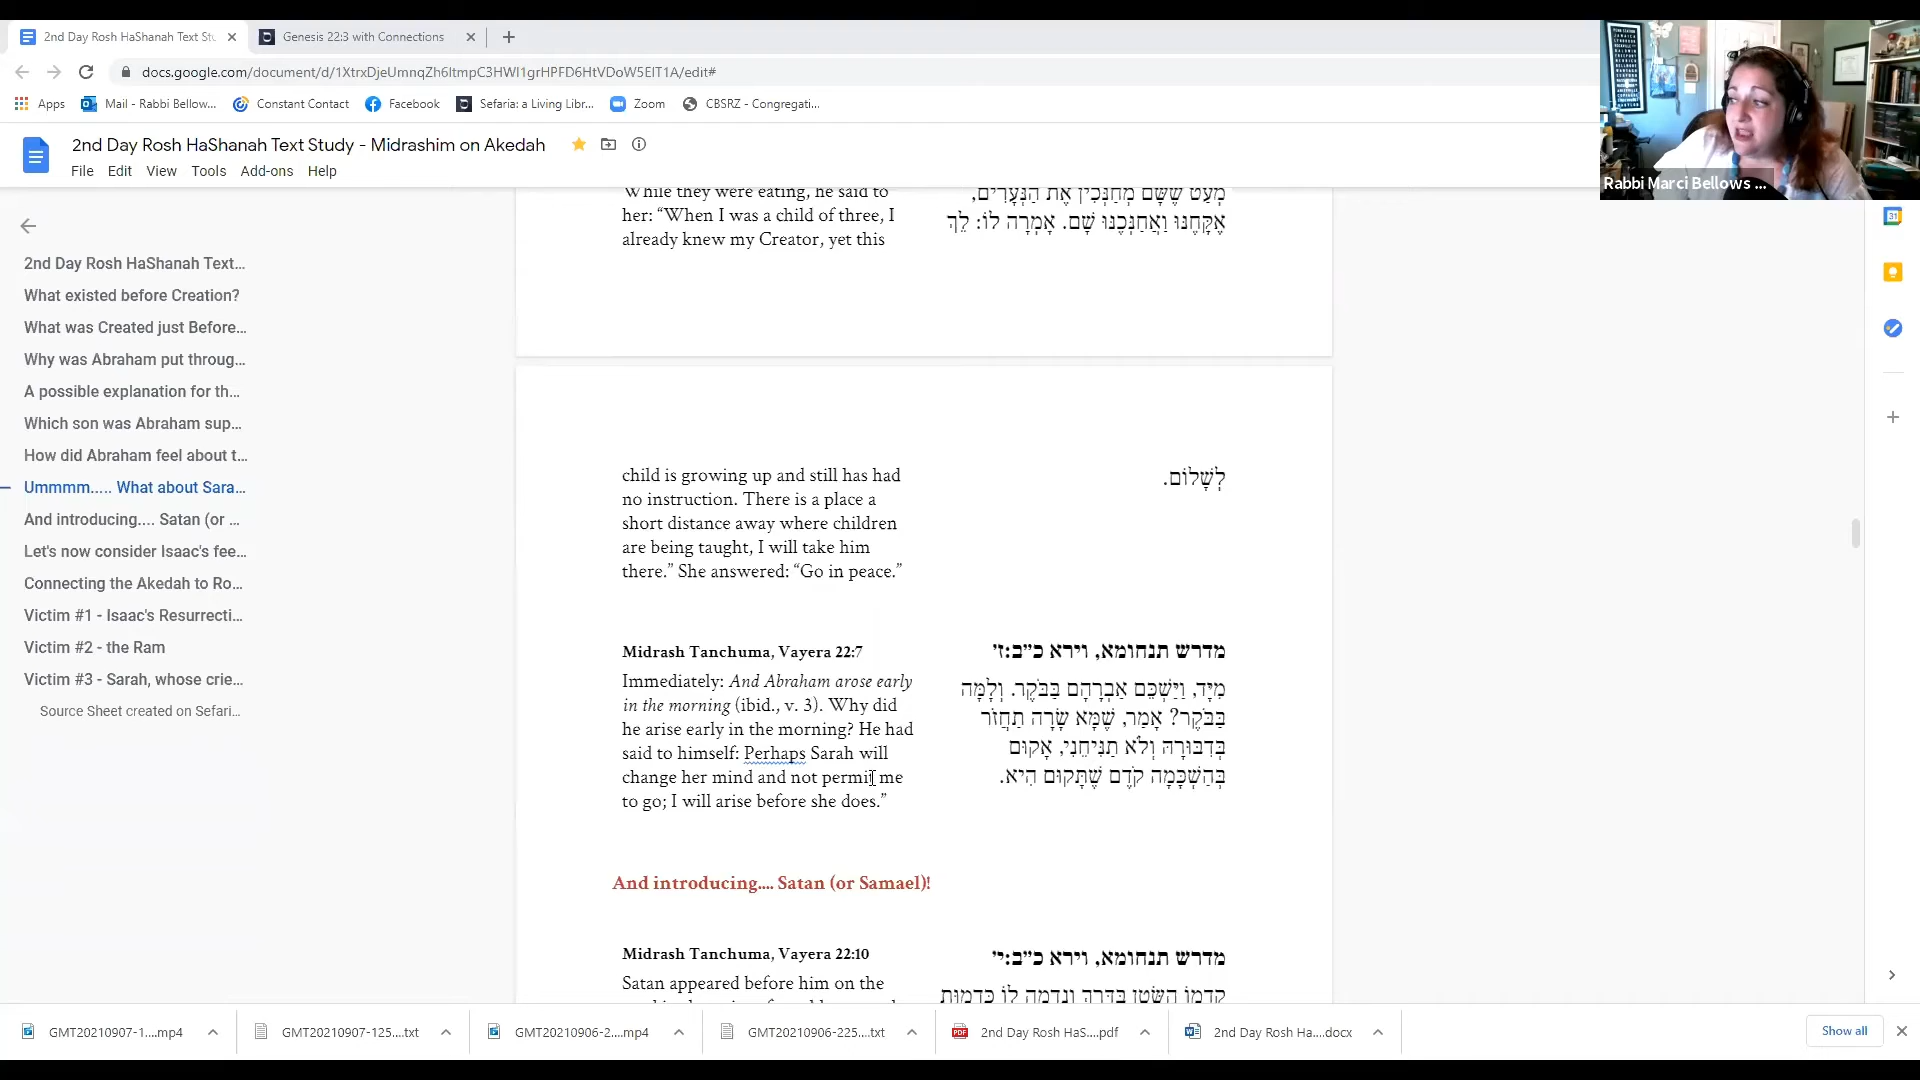 2nd Day Rosh HaShanah Text Stu
Genesis 22:3 with Connections
docs.google.com/document/d/1XtrxDjeUmnqZh6ItmpC3HWl1grHPFD6HtVDoW5ElT1A/edit#
Apps Mail - Rabbi Bellow... Constant Contact Facebook Sefaria: a Living Libr... Zoom CBSRZ - Congregati...
2nd Day Rosh HaShanah Text Study - Midrashim on Akedah
File Edit View Tools Add-ons Help
Rabbi Marci Bellows ...
31
2nd Day Rosh HaShanah Text...
What existed before Creation?
What was Created just Before...
Why was Abraham put throug...
A possible explanation for th...
Which son was Abraham sup...
How did Abraham feel about t...
Ummmm..... What about Sara...
And introducing.... Satan (or ...
Let's now consider Isaac's fee...
Connecting the Akedah to Ro...
Victim #1 - Isaac's Resurrecti...
Victim #2 - the Ram
Victim #3 - Sarah, whose crie...
Source Sheet created on Sefari...
While they were eating, he said to
her: “When I was a child of three, I
already knew my Creator, yet this
מְעַט שֶׁשָּׁם מְחַנְּכִין אֶת הַנְּעָרִים,
אֶקָּחֶנּוּ וַאֲחַנְּכֶנּוּ שָׁם. אָמְרָה לוֹ: לֵךְ
child is growing up and still has had
no instruction. There is a place a
short distance away where children
are being taught, I will take him
there.” She answered: “Go in peace.”
לְשָׁלוֹם.
Midrash Tanchuma, Vayera 22:7
Immediately: And Abraham arose early
in the morning (ibid., v. 3). Why did
he arise early in the morning? He had
said to himself: Perhaps Sarah will
change her mind and not permit me
to go; I will arise before she does.”
מדרש תנחומא, וירא כ״ב:ז׳
מִיָּד, וַיַּשְׁכֵּם אַבְרָהָם בַּבֹּקֶר. וְלָמָּה
בַּבֹּקֶר? אָמַר, שֶׁמָּא שָׂרָה תַּחֲזֹר
בְּדִבּוּרָהּ וְלֹא תַּנִּיחֵנִי, אָקוּם
בְּהַשְׁכָּמָה קֹדֶם שֶׁתָּקוּם הִיא.
And introducing.... Satan (or Samael)!
Midrash Tanchuma, Vayera 22:10
Satan appeared before him on the
מדרש תנחומא, וירא כ״ב:י׳
קִדְמוֹ הַשָּׂטָן בַּדֶּרֶךְ וְנִדְמָה לוֹ כִּדְמוּת
GMT20210907-1....mp4
GMT20210907-125....txt
GMT20210906-2....mp4
GMT20210906-225....txt
2nd Day Rosh HaS....pdf
2nd Day Rosh Ha....docx
Show all